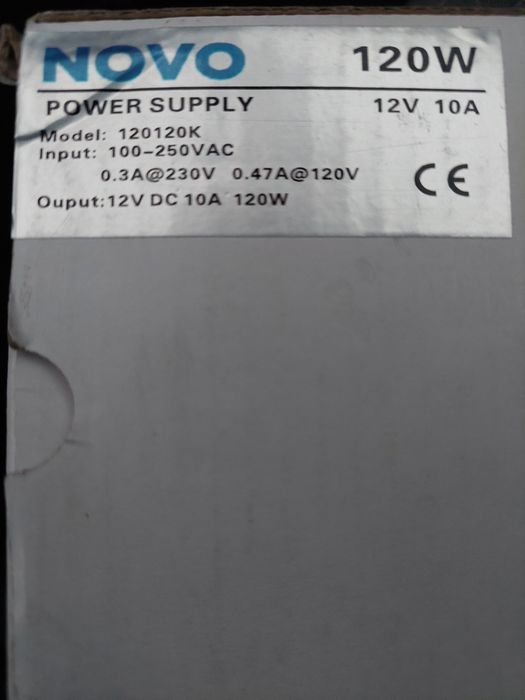 NOVO 120W
POWER SUPPLY 12V 10A
Model: 120120K
Input: 100-250VAC
0.3A@230V 0.47A@120V
CE
Ouput:12V DC 10A 120W